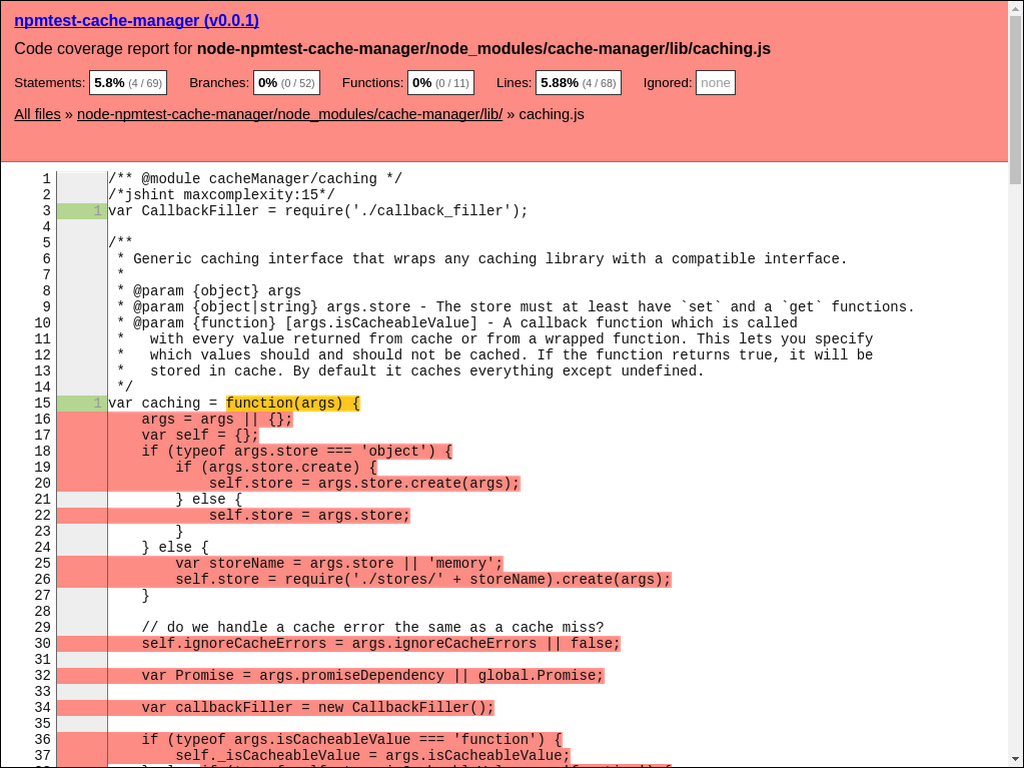 npmtest-cache-manager (v0.0.1)
Code coverage report for node-npmtest-cache-manager/node_modules/cache-manager/lib/caching.js
Statements: 5.8% (4 / 69) Branches: 0% (0 / 52) Functions: 0% (0 / 11) Lines: 5.88% (4 / 68) Ignored: none
All files » node-npmtest-cache-manager/node_modules/cache-manager/lib/ » caching.js
1 /** @module cacheManager/caching */
2 /*jshint maxcomplexity:15*/
3 1 var CallbackFiller = require('./callback_filler');
4
5 /**
6  * Generic caching interface that wraps any caching library with a compatible interface.
7  *
8  * @param {object} args
9  * @param {object|string} args.store - The store must at least have `set` and a `get` functions.
10  * @param {function} [args.isCacheableValue] - A callback function which is called
11  *   with every value returned from cache or from a wrapped function. This lets you specify
12  *   which values should and should not be cached. If the function returns true, it will be
13  *   stored in cache. By default it caches everything except undefined.
14  */
15 1 var caching = function(args) {
16     args = args || {};
17     var self = {};
18     if (typeof args.store === 'object') {
19         if (args.store.create) {
20             self.store = args.store.create(args);
21         } else {
22             self.store = args.store;
23         }
24     } else {
25         var storeName = args.store || 'memory';
26         self.store = require('./stores/' + storeName).create(args);
27     }
28
29     // do we handle a cache error the same as a cache miss?
30     self.ignoreCacheErrors = args.ignoreCacheErrors || false;
31
32     var Promise = args.promiseDependency || global.Promise;
33
34     var callbackFiller = new CallbackFiller();
35
36     if (typeof args.isCacheableValue === 'function') {
37         self._isCacheableValue = args.isCacheableValue;